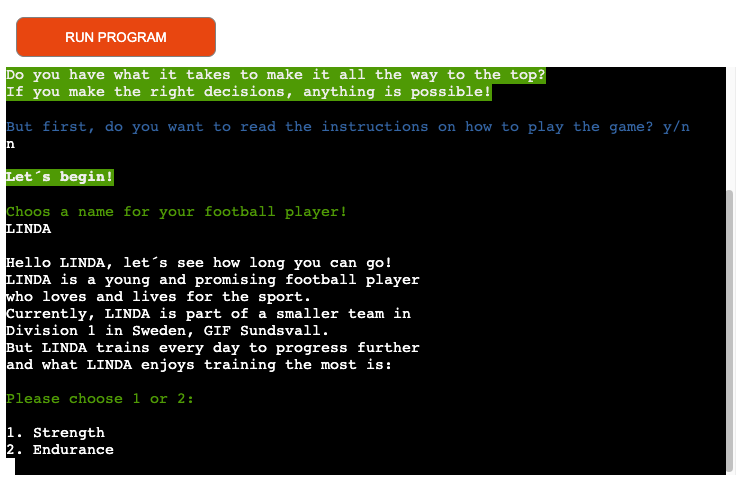 RUN PROGRAM
Do you have what it takes to make it all the way to the top?
If you make the right decisions, anything is possible!
But first, do you want to read the instructions on how to play the game? y/n
n
Let´s begin!
Choos a name for your football player!
LINDA
Hello LINDA, let´s see how long you can go!
LINDA is a young and promising football player
who loves and lives for the sport.
Currently, LINDA is part of a smaller team in
Division 1 in Sweden, GIF Sundsvall.
But LINDA trains every day to progress further
and what LINDA enjoys training the most is:
Please choose 1 or 2:
1. Strength
2. Endurance